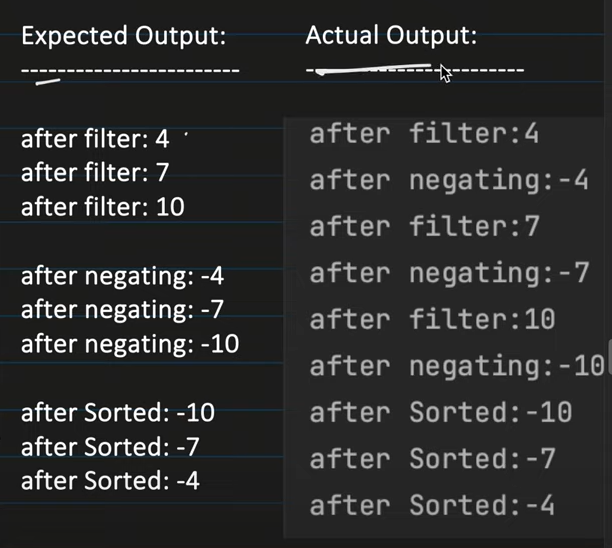 Expected Output:
---------------------------
after filter: 4
after filter: 7
after filter: 10
after negating: -4
after negating: -7
after negating: -10
after Sorted: -10
after Sorted: -7
after Sorted: -4
Actual Output:
---------------------------
after filter:4
after negating:-4
after filter:7
after negating:-7
after filter:10
after negating:-10
after Sorted:-10
after Sorted:-7
after Sorted:-4